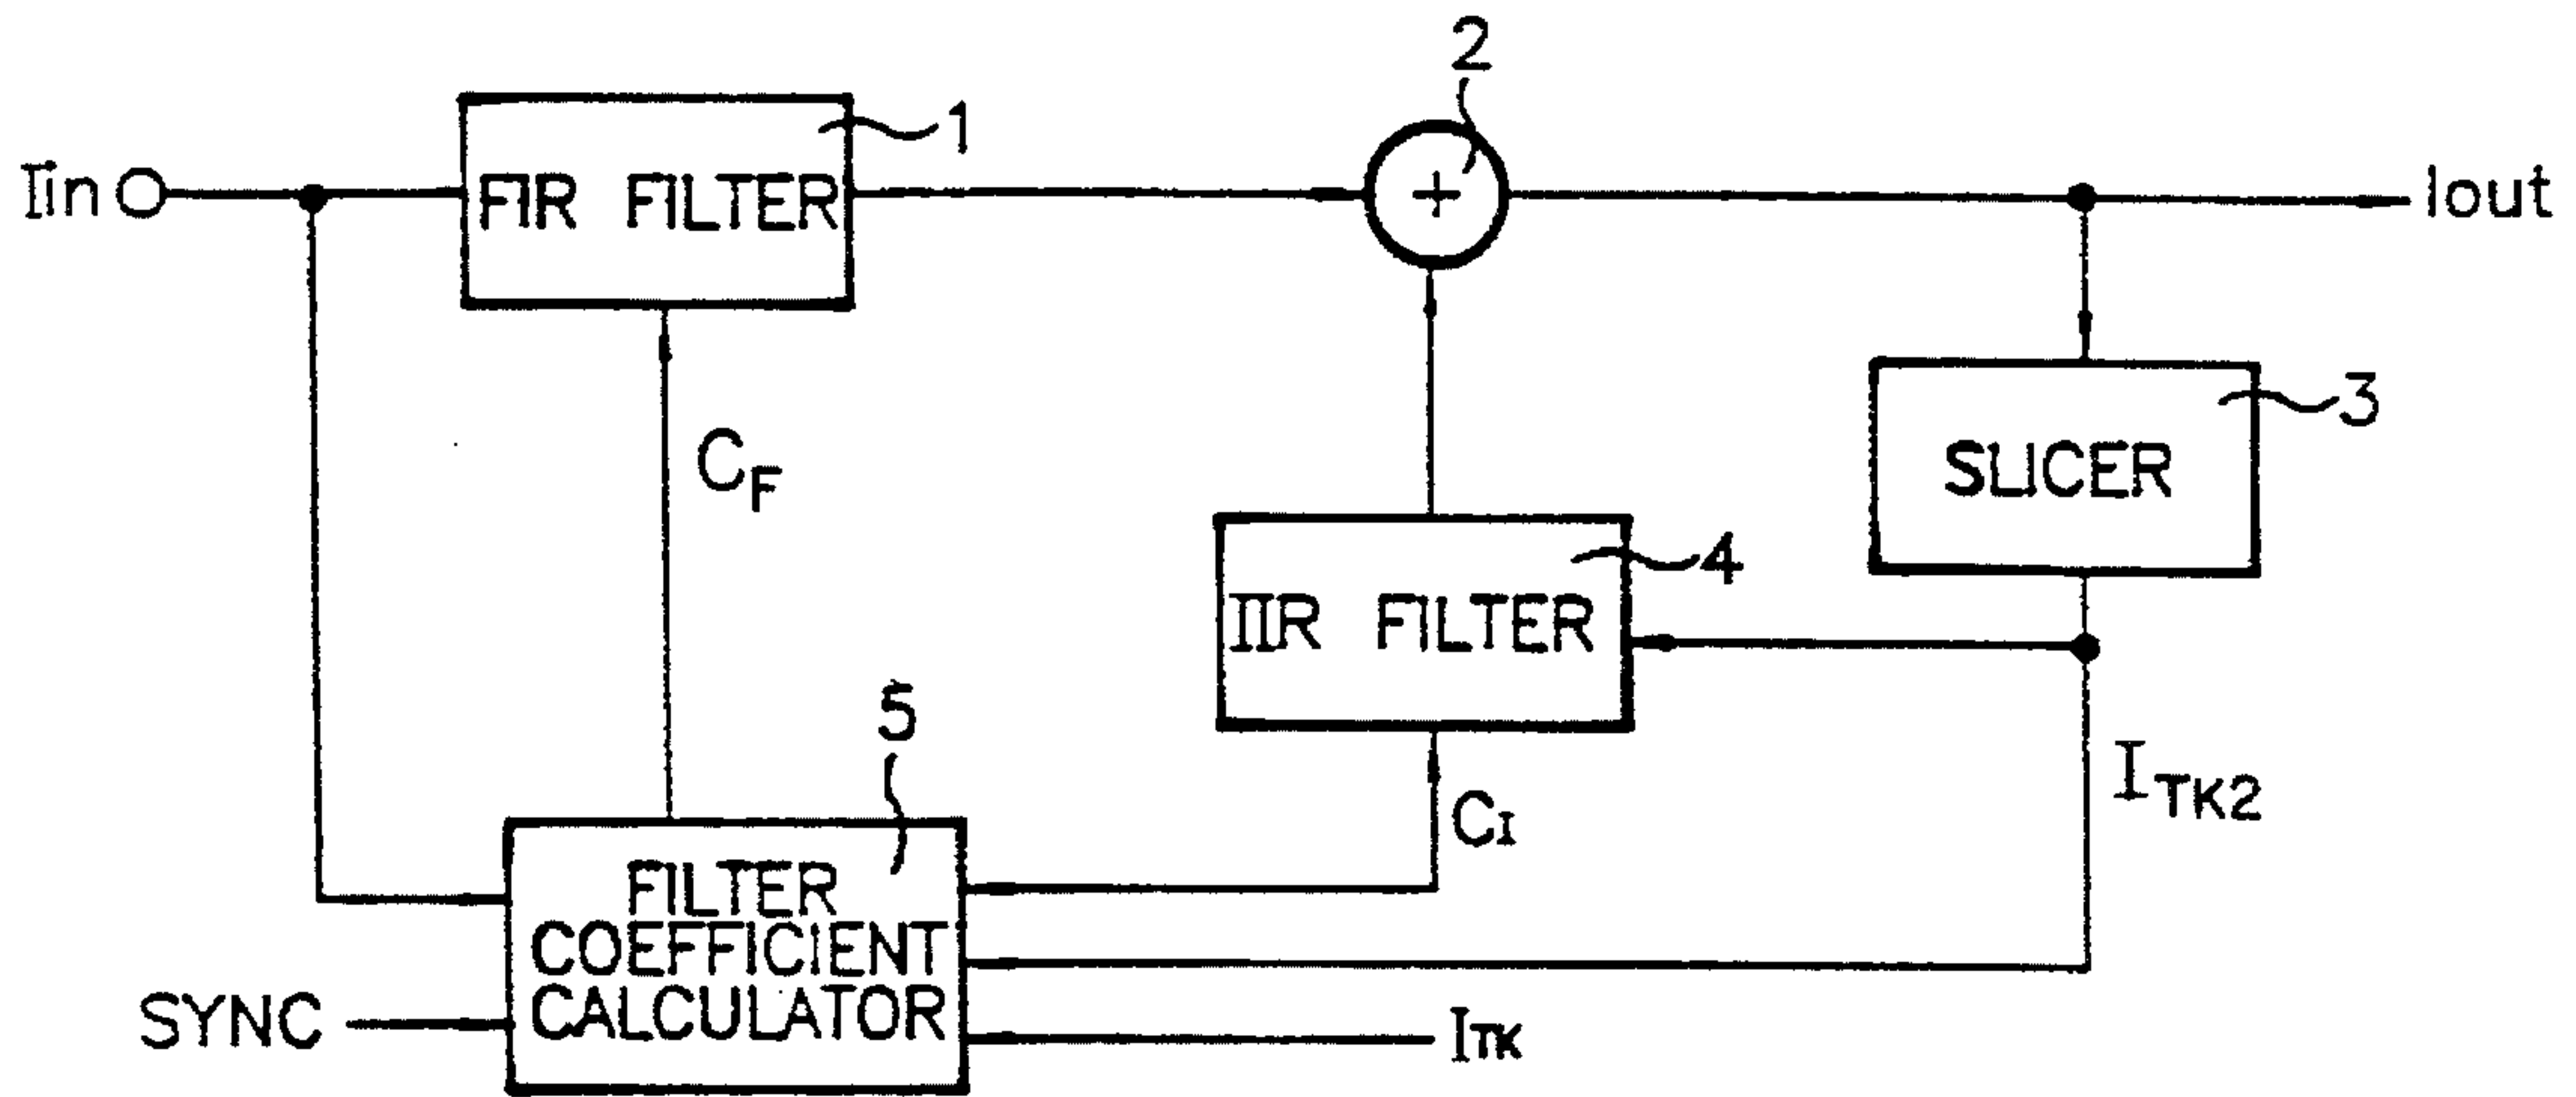 2
1
Iin
FIR FILTER
+
Iout
3
SLICER
CF
4
IIR FILTER
5
ITK2
CI
FILTER
COEFFICIENT
CALCULATOR
SYNC
ITK